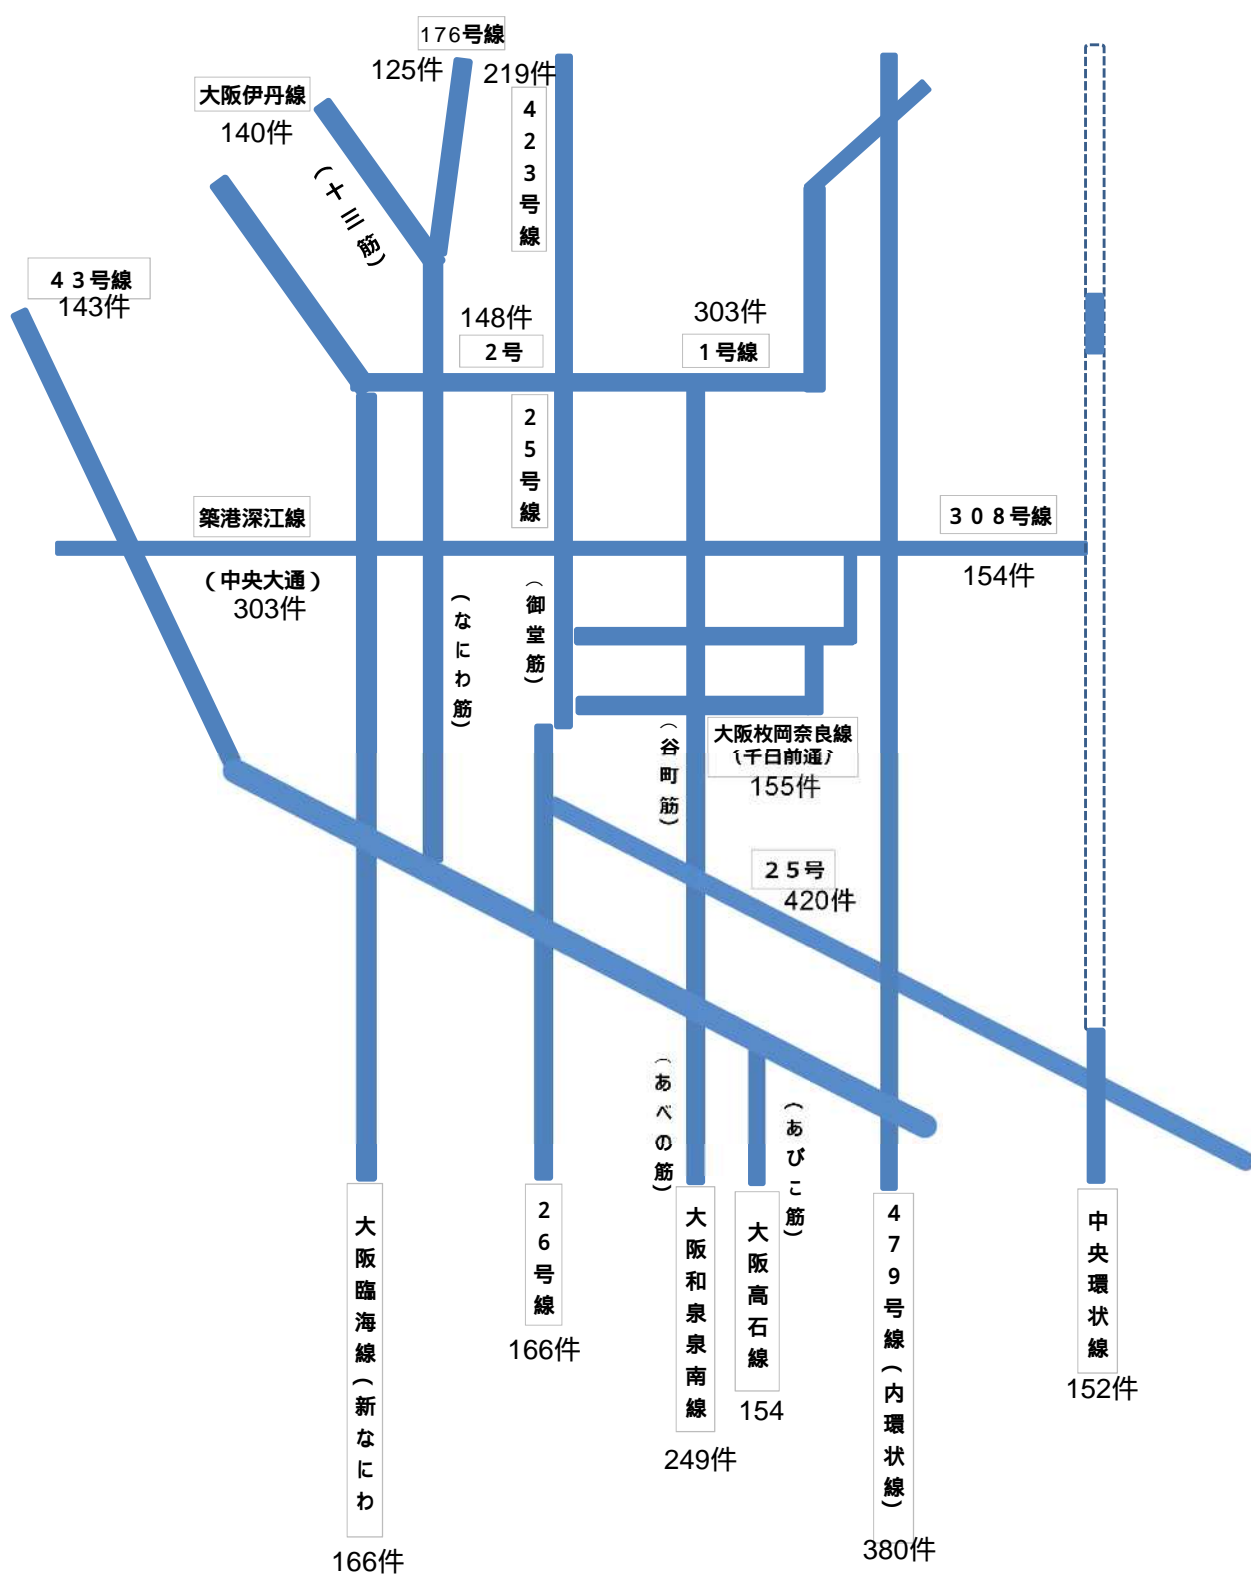 176号線
125件
219件
大阪伊丹線
140件
(十三筋)
423号線
43号線
143件
148件
2号
303件
1号線
25号線
築港深江線
(中央大通)
303件
308号線
154件
(なにわ筋)
(御堂筋)
(谷町筋)
大阪枚岡奈良線
(千日前通)
155件
25号
420件
(あべの筋)
(あびこ筋)
大阪臨海線(新なにわ
166件
26号線
166件
大阪和泉泉南線
249件
大阪高石線
154
479号線(内環状線)
380件
中央環状線
152件